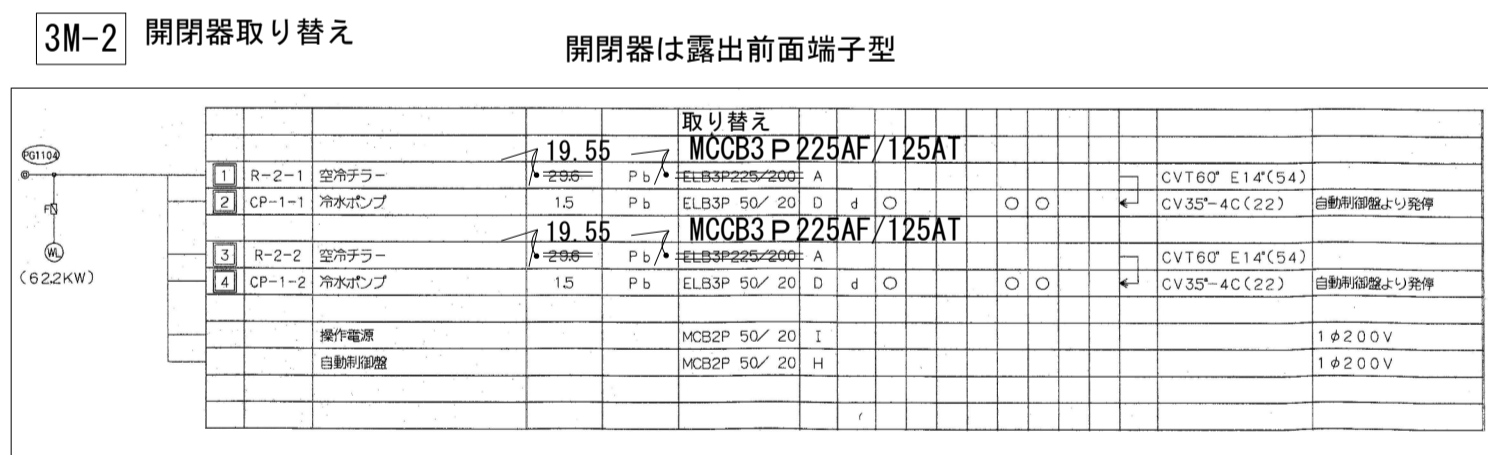 3M-2 開閉器取り替え
開閉器は露出前面端子型
取り替え
19.55 MCCB3P225AF/125AT
PG1104
1 R-2-1 空冷チラー 29.6 Pb ELB3P225/200 A CVT60° E14°(54)
2 CP-1-1 冷水ポンプ 1.5 Pb ELB3P 50/ 20 D d ○ ○ ○ CV3.5°-4C(22) 自動制御盤より発停
F
19.55 MCCB3P225AF/125AT
WL
3 R-2-2 空冷チラー 29.6 Pb ELB3P225/200 A CVT60° E14°(54)
(62.2KW)
4 CP-1-2 冷水ポンプ 1.5 Pb ELB3P 50/ 20 D d ○ ○ ○ CV3.5°-4C(22) 自動制御盤より発停
操作電源 MCB2P 50/ 20 I 1φ200V
自動制御盤 MCB2P 50/ 20 H 1φ200V